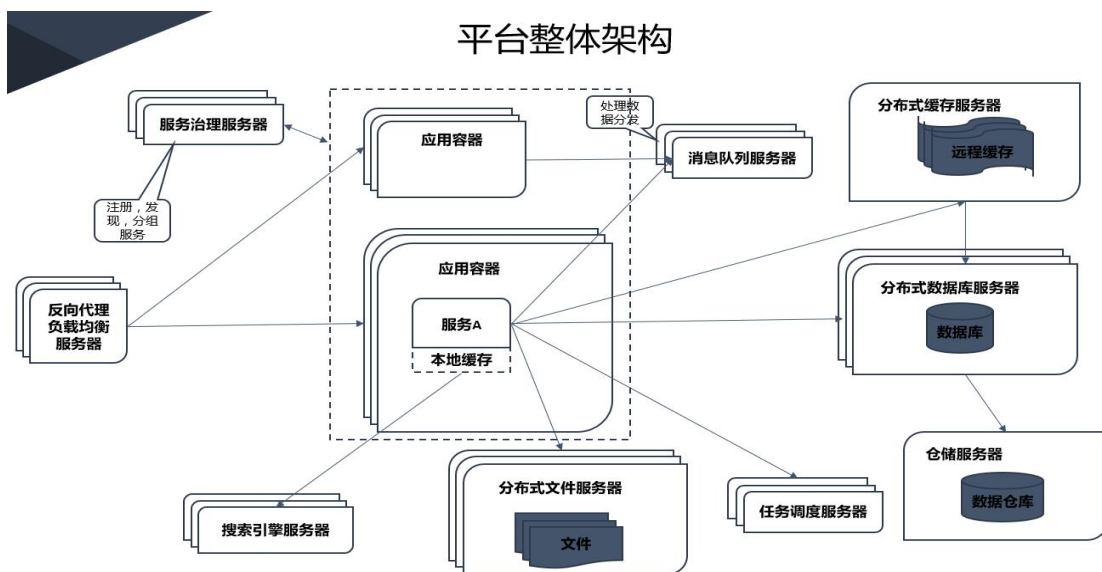 平台整体架构
服务治理服务器
注册，发
现，分组
服务
反向代理
负载均衡
服务器
应用容器
应用容器
服务A
本地缓存
处理数
据分发
消息队列服务器
分布式缓存服务器
远程缓存
分布式数据库服务器
数据库
仓储服务器
数据仓库
搜索引擎服务器
分布式文件服务器
文件
任务调度服务器